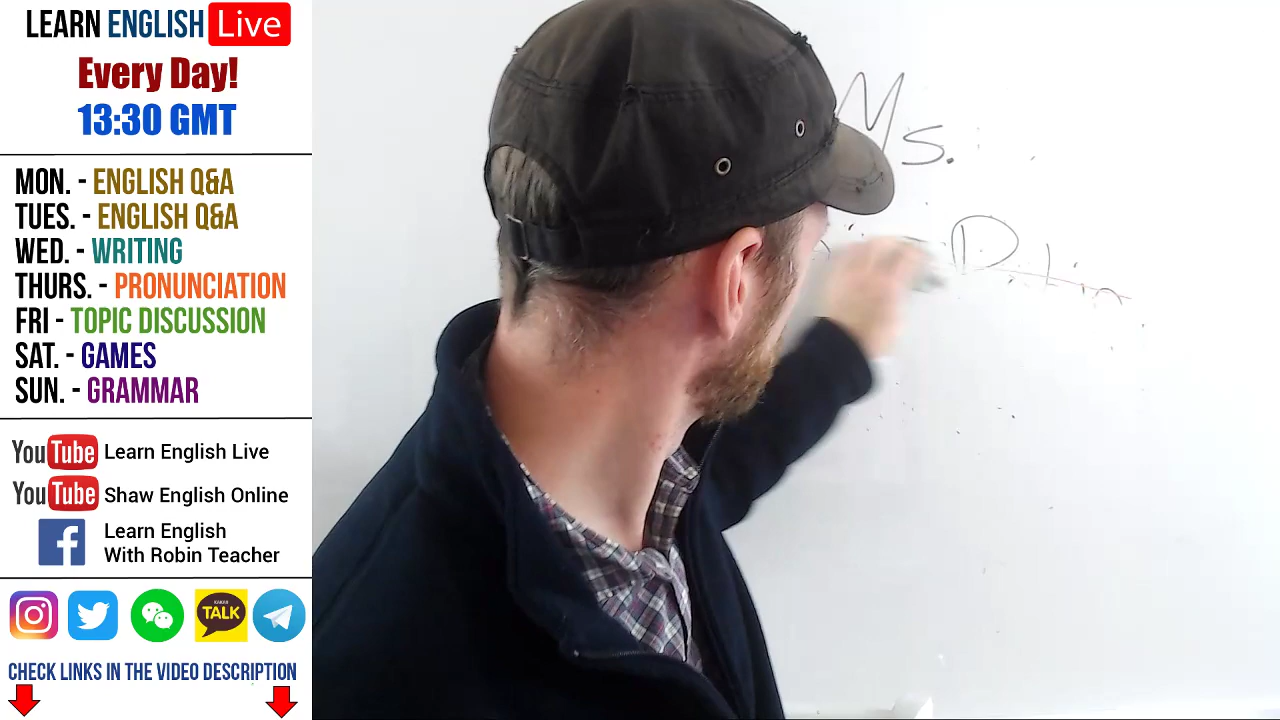 LEARN ENGLISH Live
Every Day!
13:30 GMT
MON. - ENGLISH Q&A
TUES. - ENGLISH Q&A
WED. - WRITING
THURS. - PRONUNCIATION
FRI - TOPIC DISCUSSION
SAT. - GAMES
SUN. - GRAMMAR
YouTube Learn English Live
YouTube Shaw English Online
f Learn English
With Robin Teacher
KAKAO
TALK
CHECK LINKS IN THE VIDEO DESCRIPTION
Ms.